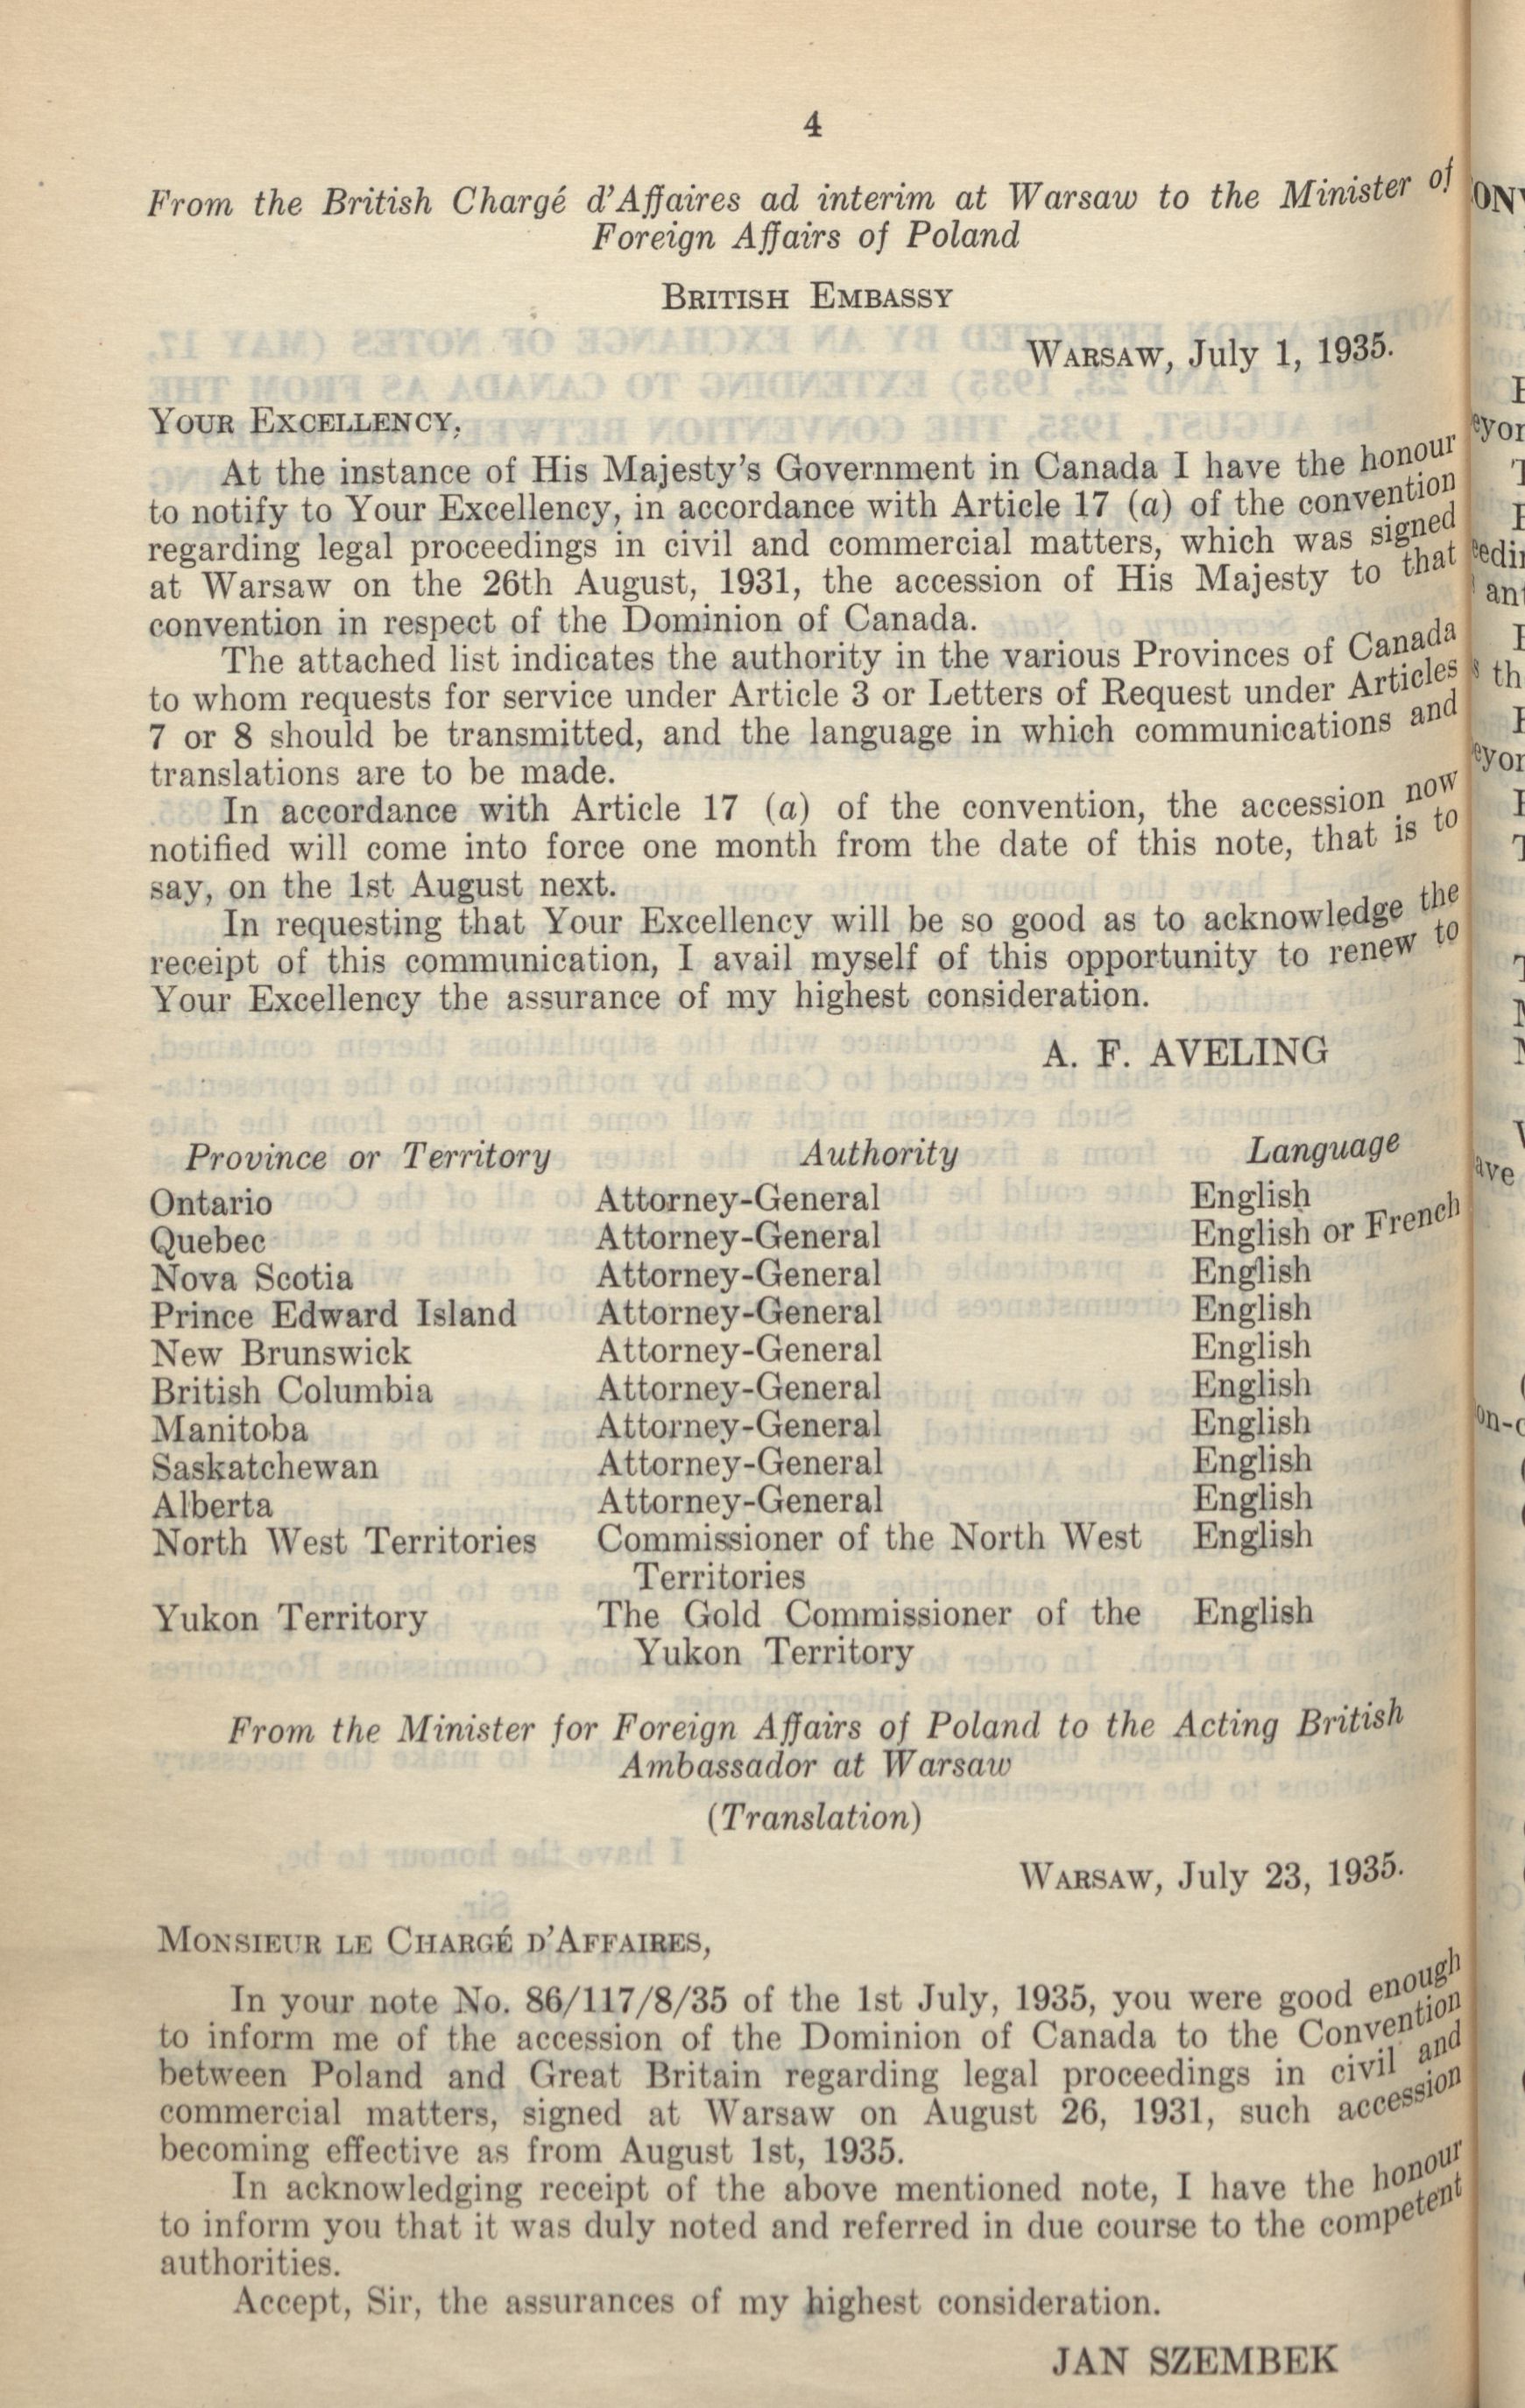 4
From the British Chargé d'Affaires ad interim at Warsaw to the Minister of
Foreign Affairs of Poland
BRITISH EMBASSY
WARSAW, July 1, 1935.
YOUR EXCELLENCY,
At the instance of His Majesty's Government in Canada I have the honour
to notify to Your Excellency, in accordance with Article 17 (a) of the convention
regarding legal proceedings in civil and commercial matters, which was signed
at Warsaw on the 26th August, 1931, the accession of His Majesty to that
convention in respect of the Dominion of Canada.
The attached list indicates the authority in the various Provinces of Canada
to whom requests for service under Article 3 or Letters of Request under Articles
7 or 8 should be transmitted, and the language in which communications and
translations are to be made.
In accordance with Article 17 (a) of the convention, the accession now
notified will come into force one month from the date of this note, that is to
say, on the 1st August next.
In requesting that Your Excellency will be so good as to acknowledge the
receipt of this communication, I avail myself of this opportunity to renew to
Your Excellency the assurance of my highest consideration.
A. F. AVELING
Province or Territory Authority Language
Ontario Attorney-General English
Quebec Attorney-General English or French
Nova Scotia Attorney-General English
Prince Edward Island Attorney-General English
New Brunswick Attorney-General English
British Columbia Attorney-General English
Manitoba Attorney-General English
Saskatchewan Attorney-General English
Alberta Attorney-General English
North West Territories Commissioner of the North West English
Territories
Yukon Territory The Gold Commissioner of the English
Yukon Territory
From the Minister for Foreign Affairs of Poland to the Acting British
Ambassador at Warsaw
(Translation)
WARSAW, July 23, 1935.
MONSIEUR LE CHARGÉ D'AFFAIRES,
In your note No. 86/117/8/35 of the 1st July, 1935, you were good enough
to inform me of the accession of the Dominion of Canada to the Convention
between Poland and Great Britain regarding legal proceedings in civil and
commercial matters, signed at Warsaw on August 26, 1931, such accession
becoming effective as from August 1st, 1935.
In acknowledging receipt of the above mentioned note, I have the honour
to inform you that it was duly noted and referred in due course to the competent
authorities.
Accept, Sir, the assurances of my highest consideration.
JAN SZEMBEK